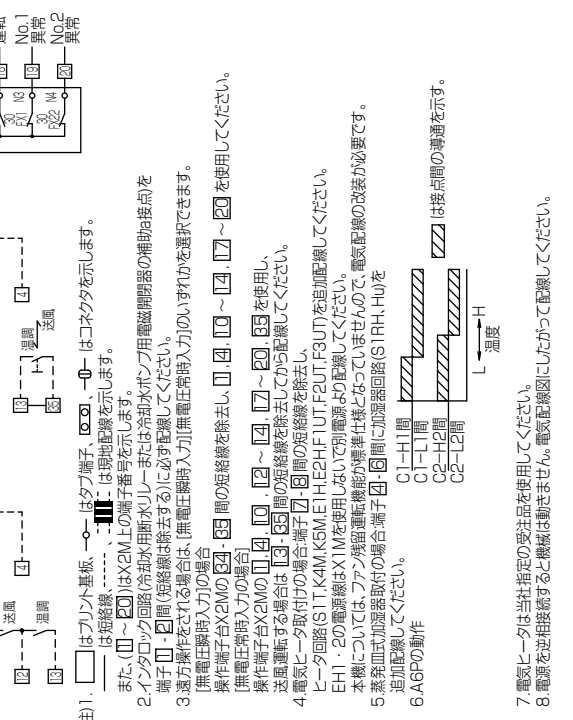 運転
No.1
異常
No.2
異常
18
19
20
30
FX1
N3
30
FX22
N4
送風
温調
12
13
4
13
35
温調
送風
4
注)1. はプリント基板、 はタブ端子、 、 はコネクタを示します。
は短絡線、 、 は現地配線を示します。
また、(1 ~ 20)はX2M上の端子番号を示します。
2.インタロック回路(冷却水用断水リレーまたは冷却水ポンプ用電磁開閉器の補助a接点)を
端子 1 - 2 間(短絡線は除去する)に必ず配線してください。
3.遠方操作をされる場合は、[無電圧瞬時入力][無電圧常時入力]のいずれかを選択できます。
[無電圧瞬時入力]の場合
操作端子台X2Mの 34 - 35 間の短絡線を除去し、 1 , 4 , 10 ~ 14 , 17 ~ 20 を使用してください。
[無電圧常時入力の場合]
操作端子台X2Mの 1 , 4 , 10 , 12 ~ 14 , 17 ~ 20 , 35 を使用し、
送風運転する場合は 13 - 35 間の短絡線を除去してから配線してください。
4.電気ヒータ取付けの場合:端子 7 - 8 間の短絡線を除去し、
ヒータ回路(S1T,K4M,K5M,E1H,E2H,F1UT,F2UT,F3UT)を追加配線してください。
EH1・2の電源線はX1Mを使用しないで別電源より配線してください。
本機については、ファン残留運転機能が標準仕様となっていませんので、電気配線の改装が必要です。
5.蒸発皿式加湿器取付の場合:端子 4 - 6 間に加湿器回路(S1RH,Hu)を
追加配線してください。
6.A6Pの動作
C1-H1間
C1-L1間
C2-H2間
C2-L2間
は接点間の導通を示す。
L H
温度
7.電気ヒータは当社指定の受注品を使用してください。
8.電源を逆相接続すると機械は動きません。電気配線図にしたがって配線してください。